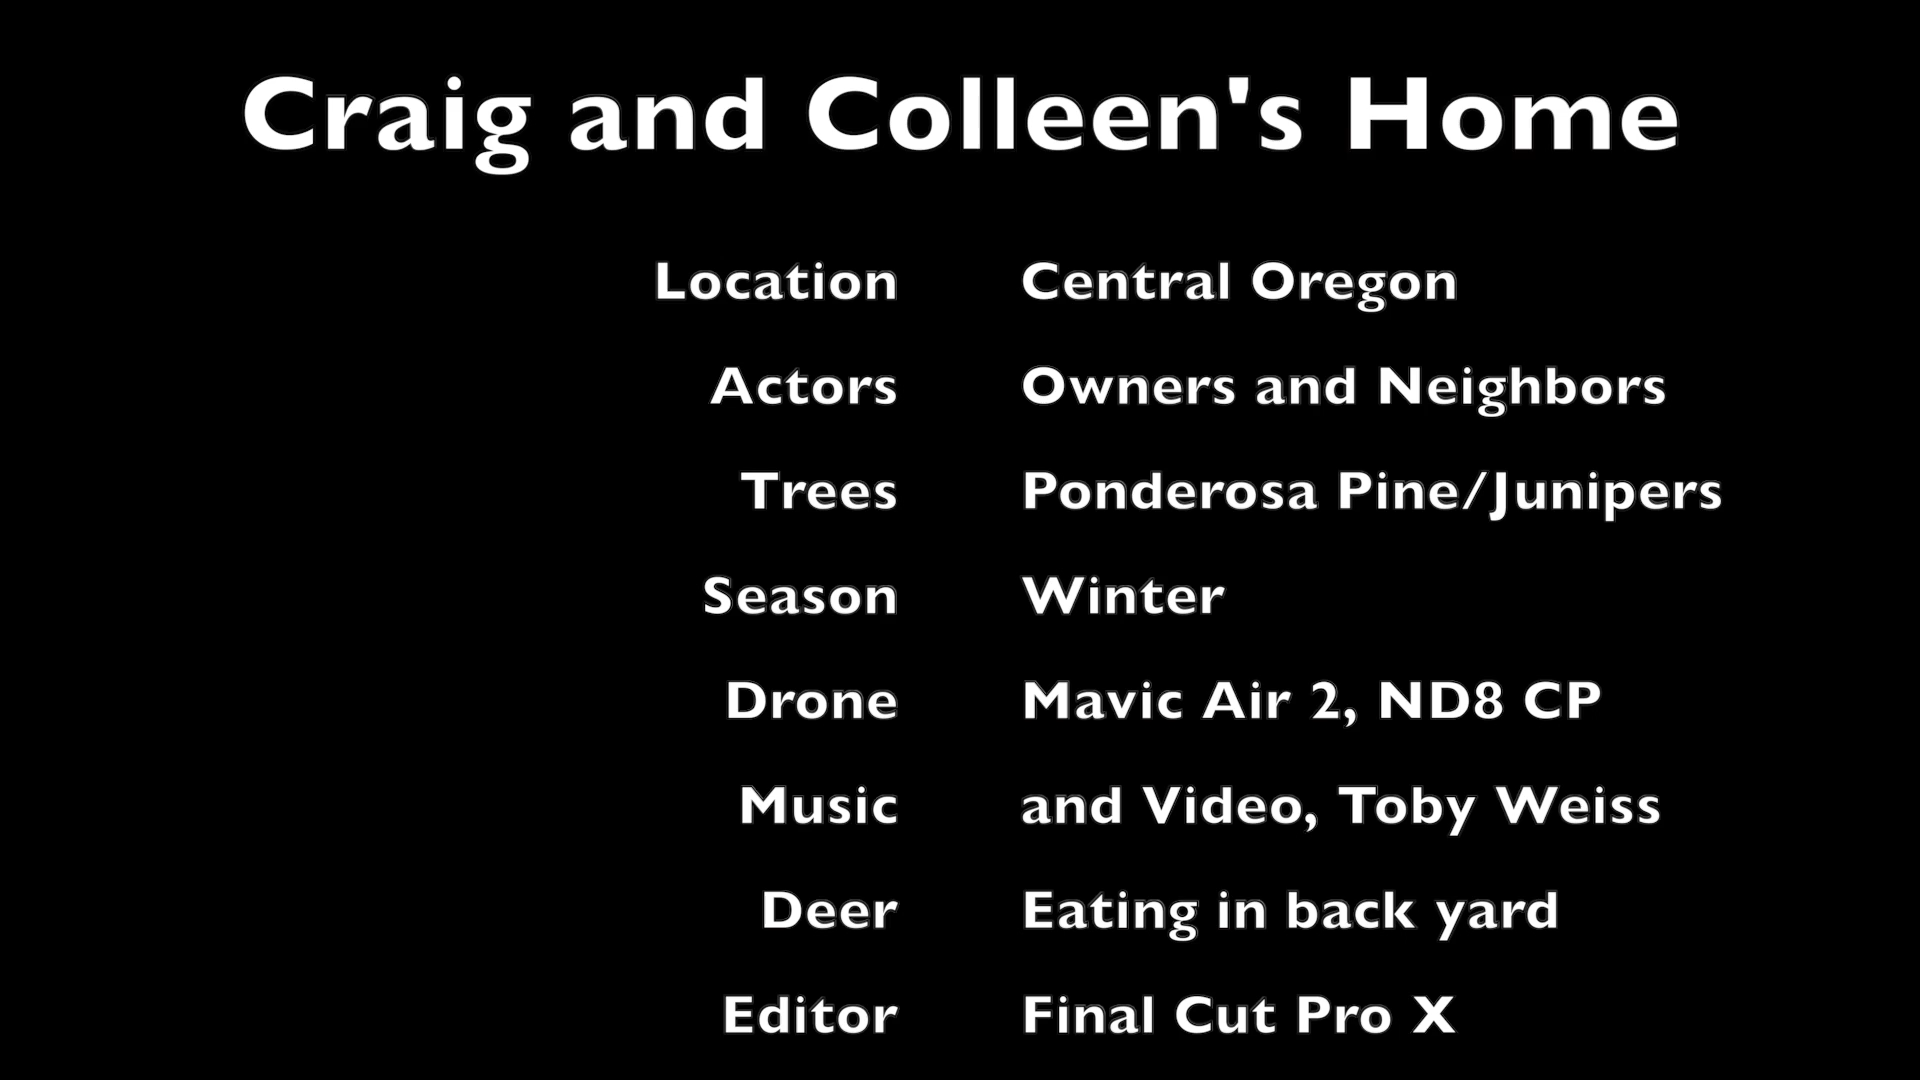 Craig and Colleen's Home
Location Central Oregon
Actors Owners and Neighbors
Trees Ponderosa Pine/Junipers
Season Winter
Drone Mavic Air 2, ND8 CP
Music and Video, Toby Weiss
Deer Eating in back yard
Editor Final Cut Pro X